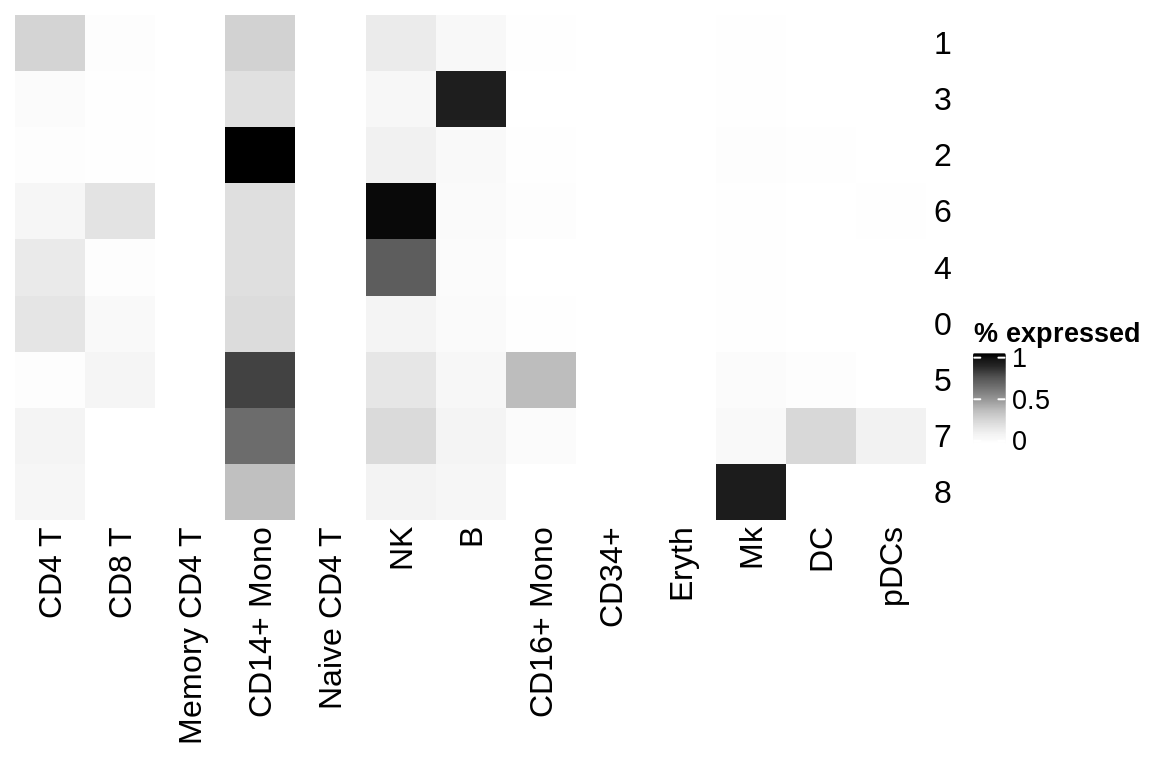 1
3
2
6
4
0
5
7
8
% expressed
1
0.5
0
CD4 T
CD8 T
Memory CD4 T
CD14+ Mono
Naive CD4 T
NK
B
CD16+ Mono
CD34+
Eryth
Mk
DC
pDCs